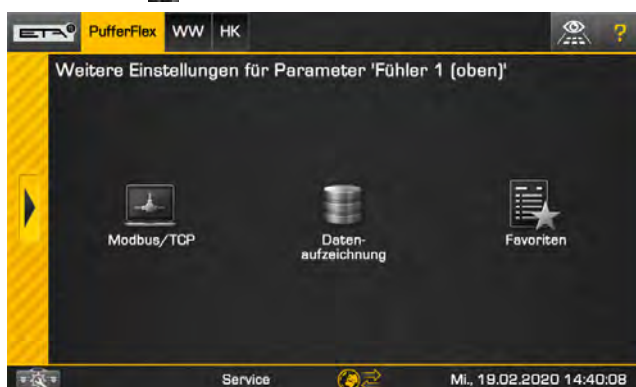 ETA
PufferFlex WW HK
?
Weitere Einstellungen für Parameter 'Fühler 1 (oben)'
Modbus/TCP
Daten-
aufzeichnung
Favoriten
Service
Mi., 19.02.2020 14:40:08